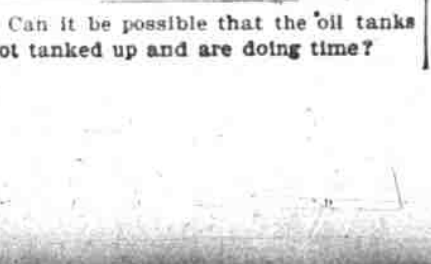 Can it be possible that the oil tanks
ot tanked up and are doing time?